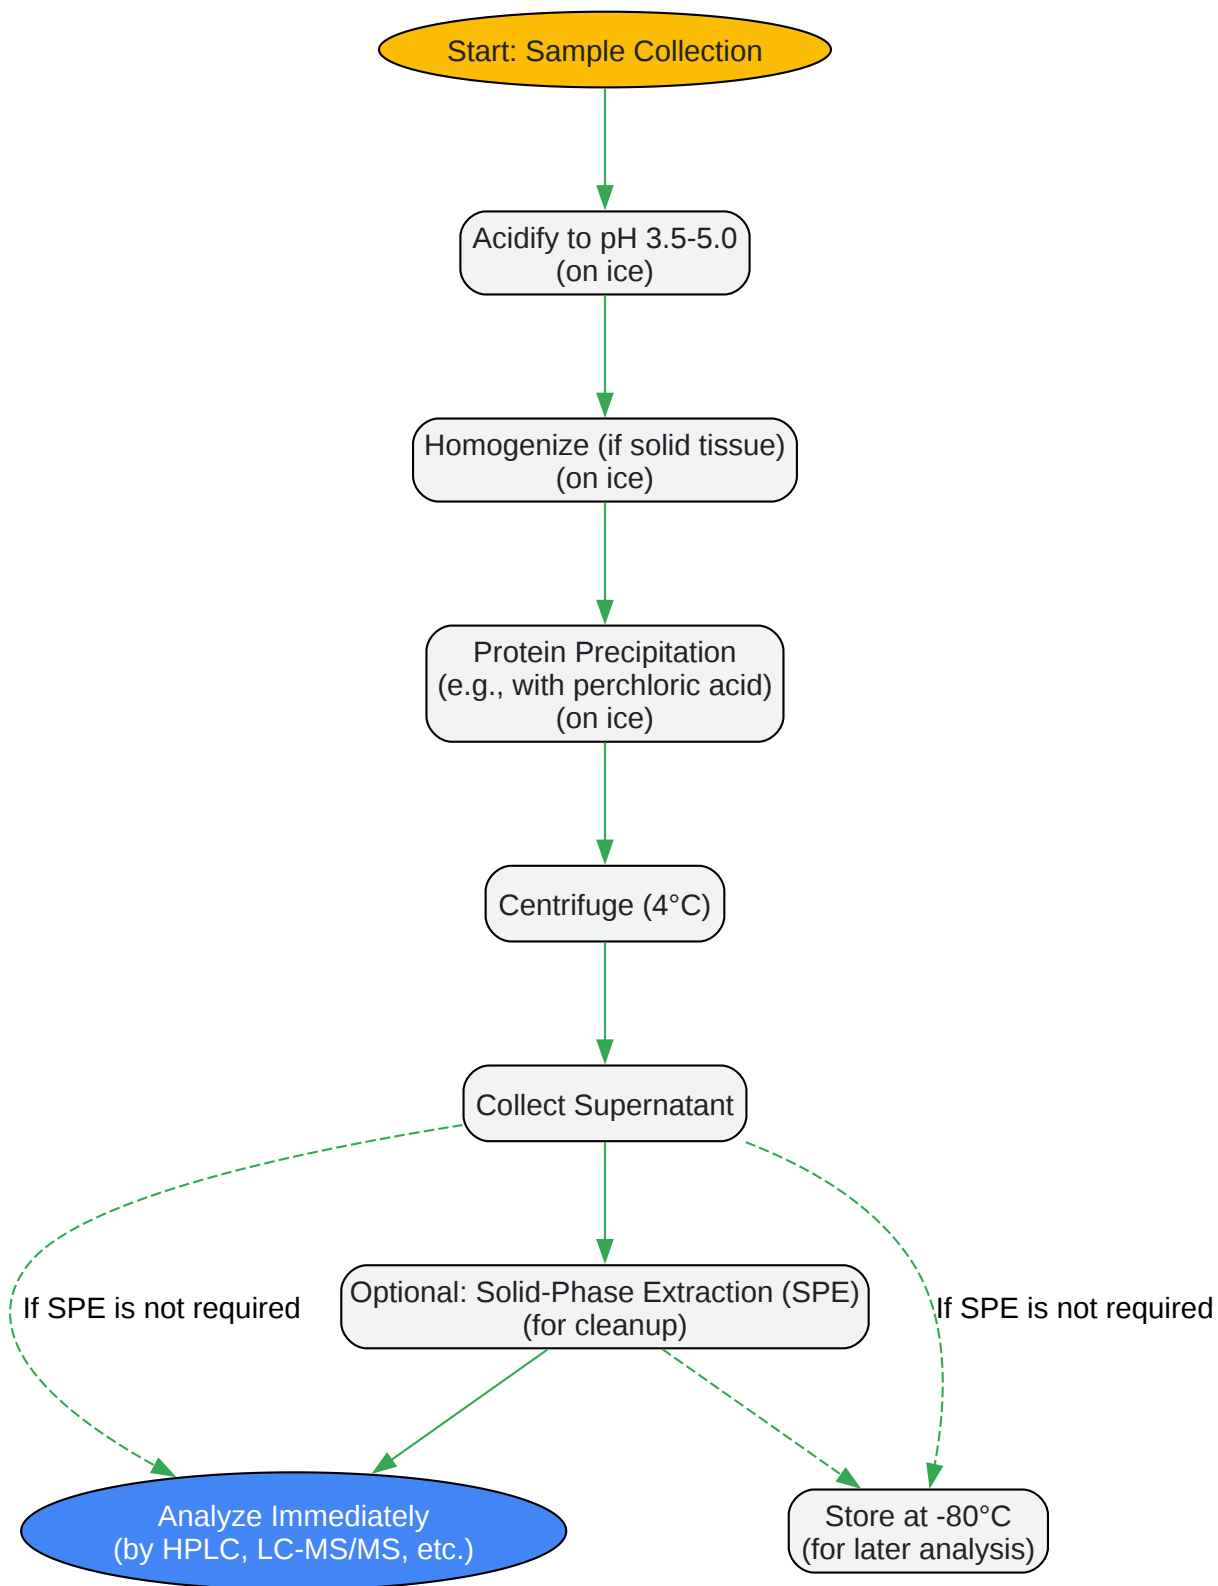 Start: Sample Collection
Acidify to pH 3.5-5.0
(on ice)
Homogenize (if solid tissue)
(on ice)
Protein Precipitation
(e.g., with perchloric acid)
(on ice)
Centrifuge (4°C)
Collect Supernatant
If SPE is not required
Optional: Solid-Phase Extraction (SPE)
(for cleanup)
If SPE is not required
Analyze Immediately
(by HPLC, LC-MS/MS, etc.)
Store at -80°C
(for later analysis)